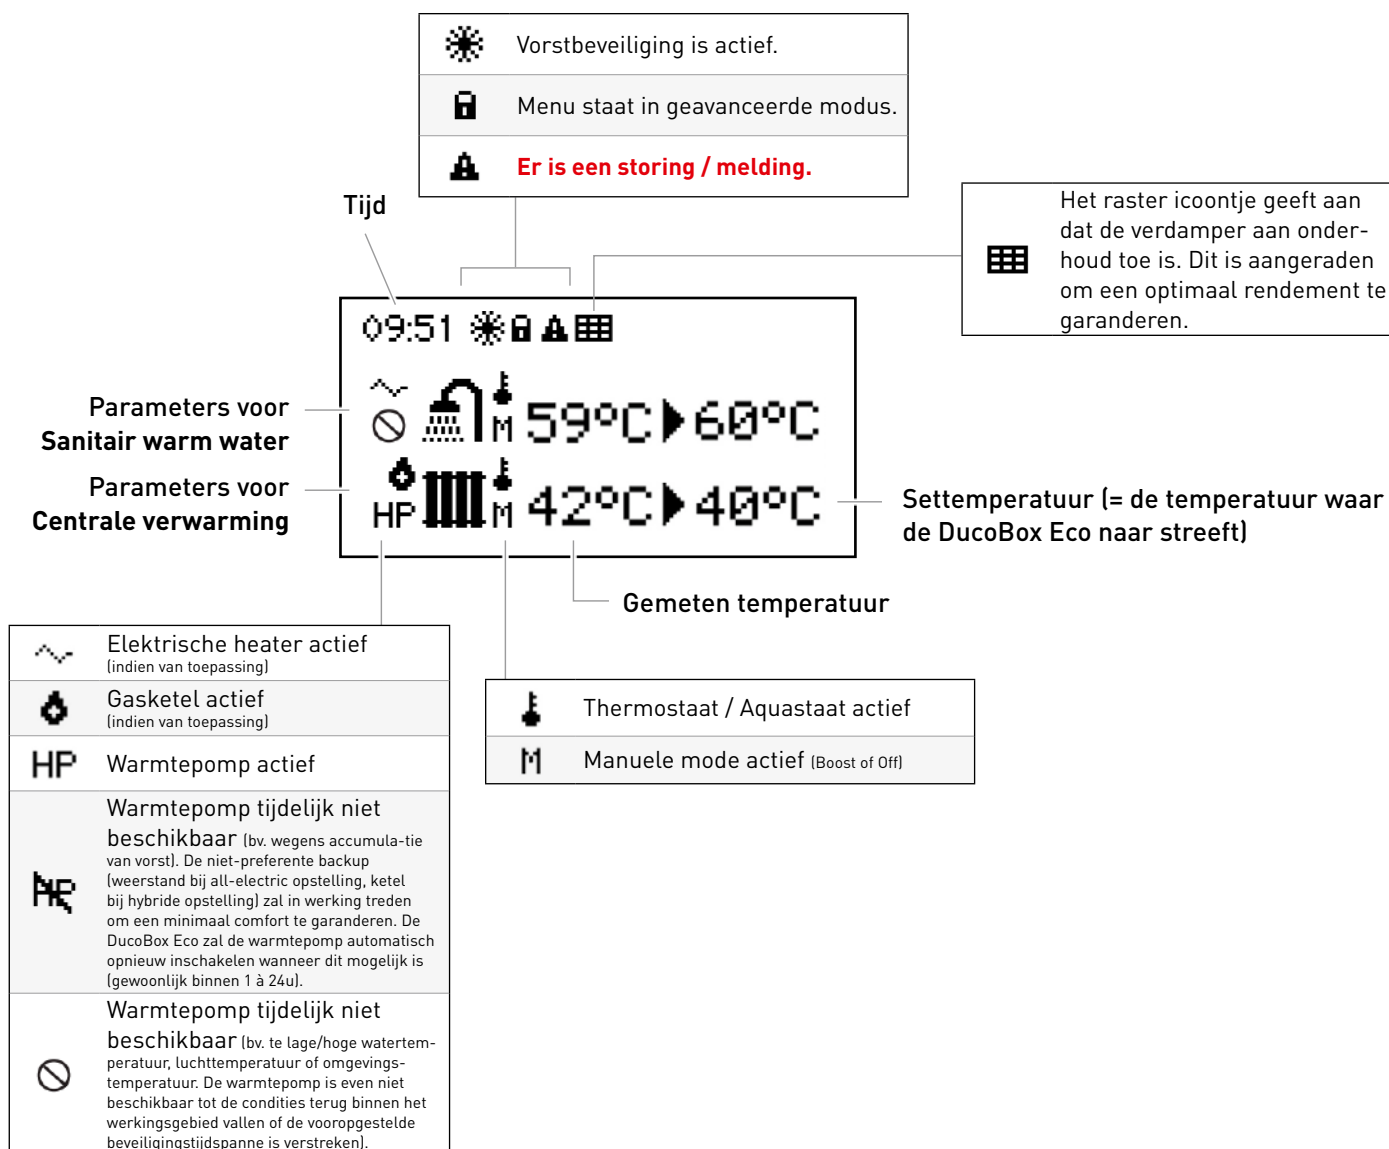 Vorstbeveiliging is actief.
Menu staat in geavanceerde modus.
Er is een storing / melding.
Tijd
Het raster icoontje geeft aan
dat de verdamper aan onder-
houd toe is. Dit is aangeraden
om een optimaal rendement te
garanderen.
09:51
Parameters voor
Sanitair warm water
M 59ºC 60ºC
Parameters voor
Centrale verwarming
HP M 42ºC 40ºC
Settemperatuur (= de temperatuur waar
de DucoBox Eco naar streeft)
Gemeten temperatuur
Elektrische heater actief
(indien van toepassing)
Gasketel actief
(indien van toepassing)
HP Warmtepomp actief
HP Warmtepomp tijdelijk niet
beschikbaar (bv. wegens accumula-tie
van vorst). De niet-preferente backup
(weerstand bij all-electric opstelling, ketel
bij hybride opstelling) zal in werking treden
om een minimaal comfort te garanderen. De
DucoBox Eco zal de warmtepomp automatisch
opnieuw inschakelen wanneer dit mogelijk is
(gewoonlijk binnen 1 à 24u).
Warmtepomp tijdelijk niet
beschikbaar (bv. te lage/hoge watertem-
peratuur, luchttemperatuur of omgevings-
temperatuur. De warmtepomp is even niet
beschikbaar tot de condities terug binnen het
werkingsgebied vallen of de vooropgestelde
beveiligingstijdspanne is verstreken).
Thermostaat / Aquastaat actief
M Manuele mode actief (Boost of Off)